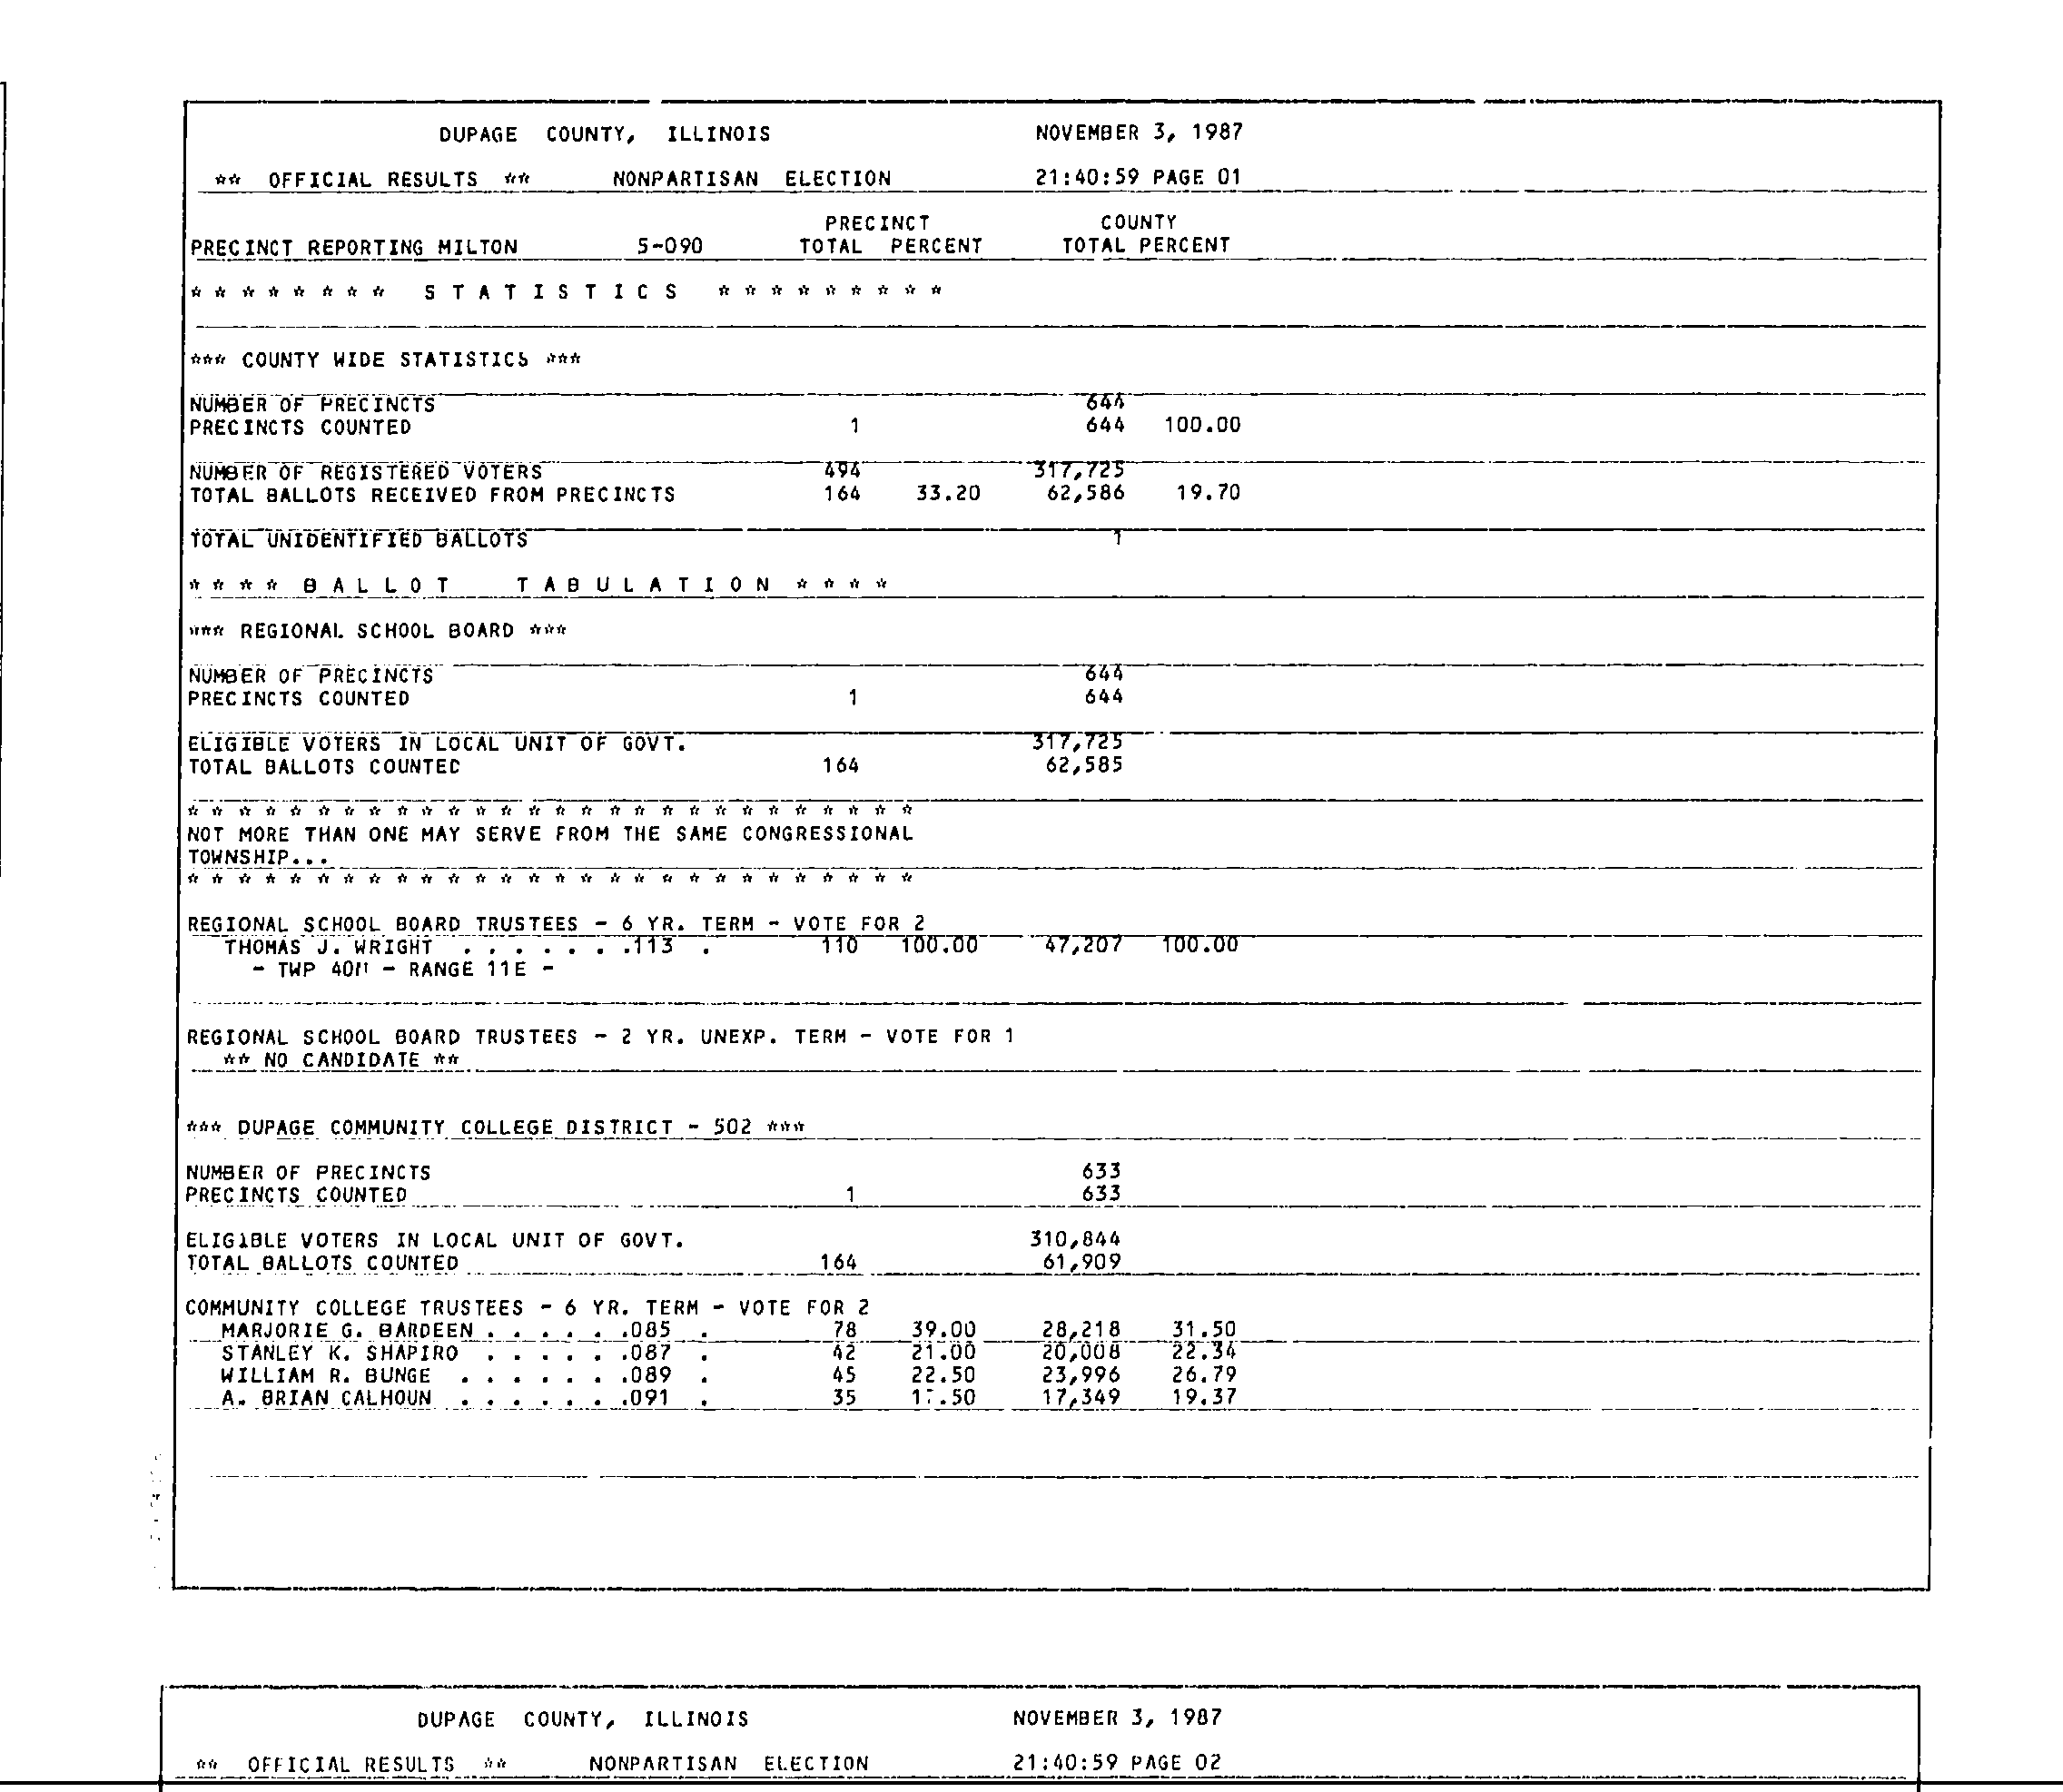 DUPAGE COUNTY, ILLINOIS NOVEMBER 3, 1987
** OFFICIAL RESULTS ** NONPARTISAN ELECTION 21:40:59 PAGE 01
PRECINCT COUNTY
PRECINCT REPORTING MILTON 5-090 TOTAL PERCENT TOTAL PERCENT
* * * * * * * * S T A T I S T I C S * * * * * * * * *
*** COUNTY WIDE STATISTICS ***
NUMBER OF PRECINCTS 644
PRECINCTS COUNTED 1 644 100.00
NUMBER OF REGISTERED VOTERS 494 317,725
TOTAL BALLOTS RECEIVED FROM PRECINCTS 164 33.20 62,586 19.70
TOTAL UNIDENTIFIED BALLOTS 1
* * * * B A L L O T T A B U L A T I O N * * * *
*** REGIONAL SCHOOL BOARD ***
NUMBER OF PRECINCTS 644
PRECINCTS COUNTED 1 644
ELIGIBLE VOTERS IN LOCAL UNIT OF GOVT. 317,725
TOTAL BALLOTS COUNTED 164 62,585
* * * * * * * * * * * * * * * * * * * * * * * * * * * *
NOT MORE THAN ONE MAY SERVE FROM THE SAME CONGRESSIONAL
TOWNSHIP...
* * * * * * * * * * * * * * * * * * * * * * * * * * * *
REGIONAL SCHOOL BOARD TRUSTEES - 6 YR. TERM - VOTE FOR 2
THOMAS J. WRIGHT . . . . . . .113 . 110 100.00 47,207 100.00
- TWP 40N - RANGE 11E -
REGIONAL SCHOOL BOARD TRUSTEES - 2 YR. UNEXP. TERM - VOTE FOR 1
** NO CANDIDATE **
*** DUPAGE COMMUNITY COLLEGE DISTRICT - 502 ***
NUMBER OF PRECINCTS 633
PRECINCTS COUNTED 1 633
ELIGIBLE VOTERS IN LOCAL UNIT OF GOVT. 310,844
TOTAL BALLOTS COUNTED 164 61,909
COMMUNITY COLLEGE TRUSTEES - 6 YR. TERM - VOTE FOR 2
MARJORIE G. BARDEEN . . . . . .085 . 78 39.00 28,218 31.50
STANLEY K. SHAPIRO . . . . . .087 . 42 21.00 20,008 22.34
WILLIAM R. BUNGE . . . . . . .089 . 45 22.50 23,996 26.79
A. BRIAN CALHOUN . . . . . . .091 . 35 17.50 17,349 19.37
DUPAGE COUNTY, ILLINOIS NOVEMBER 3, 1987
** OFFICIAL RESULTS ** NONPARTISAN ELECTION 21:40:59 PAGE 02